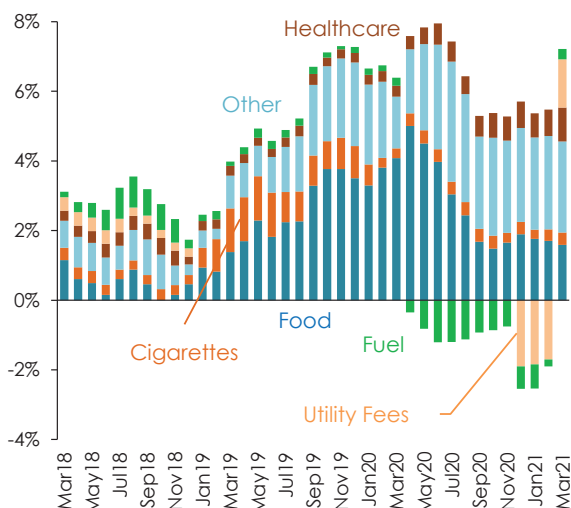 8%
Healthcare
6%
Other
4%
2%
0%
Food
Cigarettes
Fuel
-2%
Utility Fees
-4%
Mar18
May18
Jul18
Sep18
Nov18
Jan19
Mar19
May19
Jul19
Sep19
Nov19
Jan20
Mar20
May20
Jul20
Sep20
Nov20
Jan21
Mar21